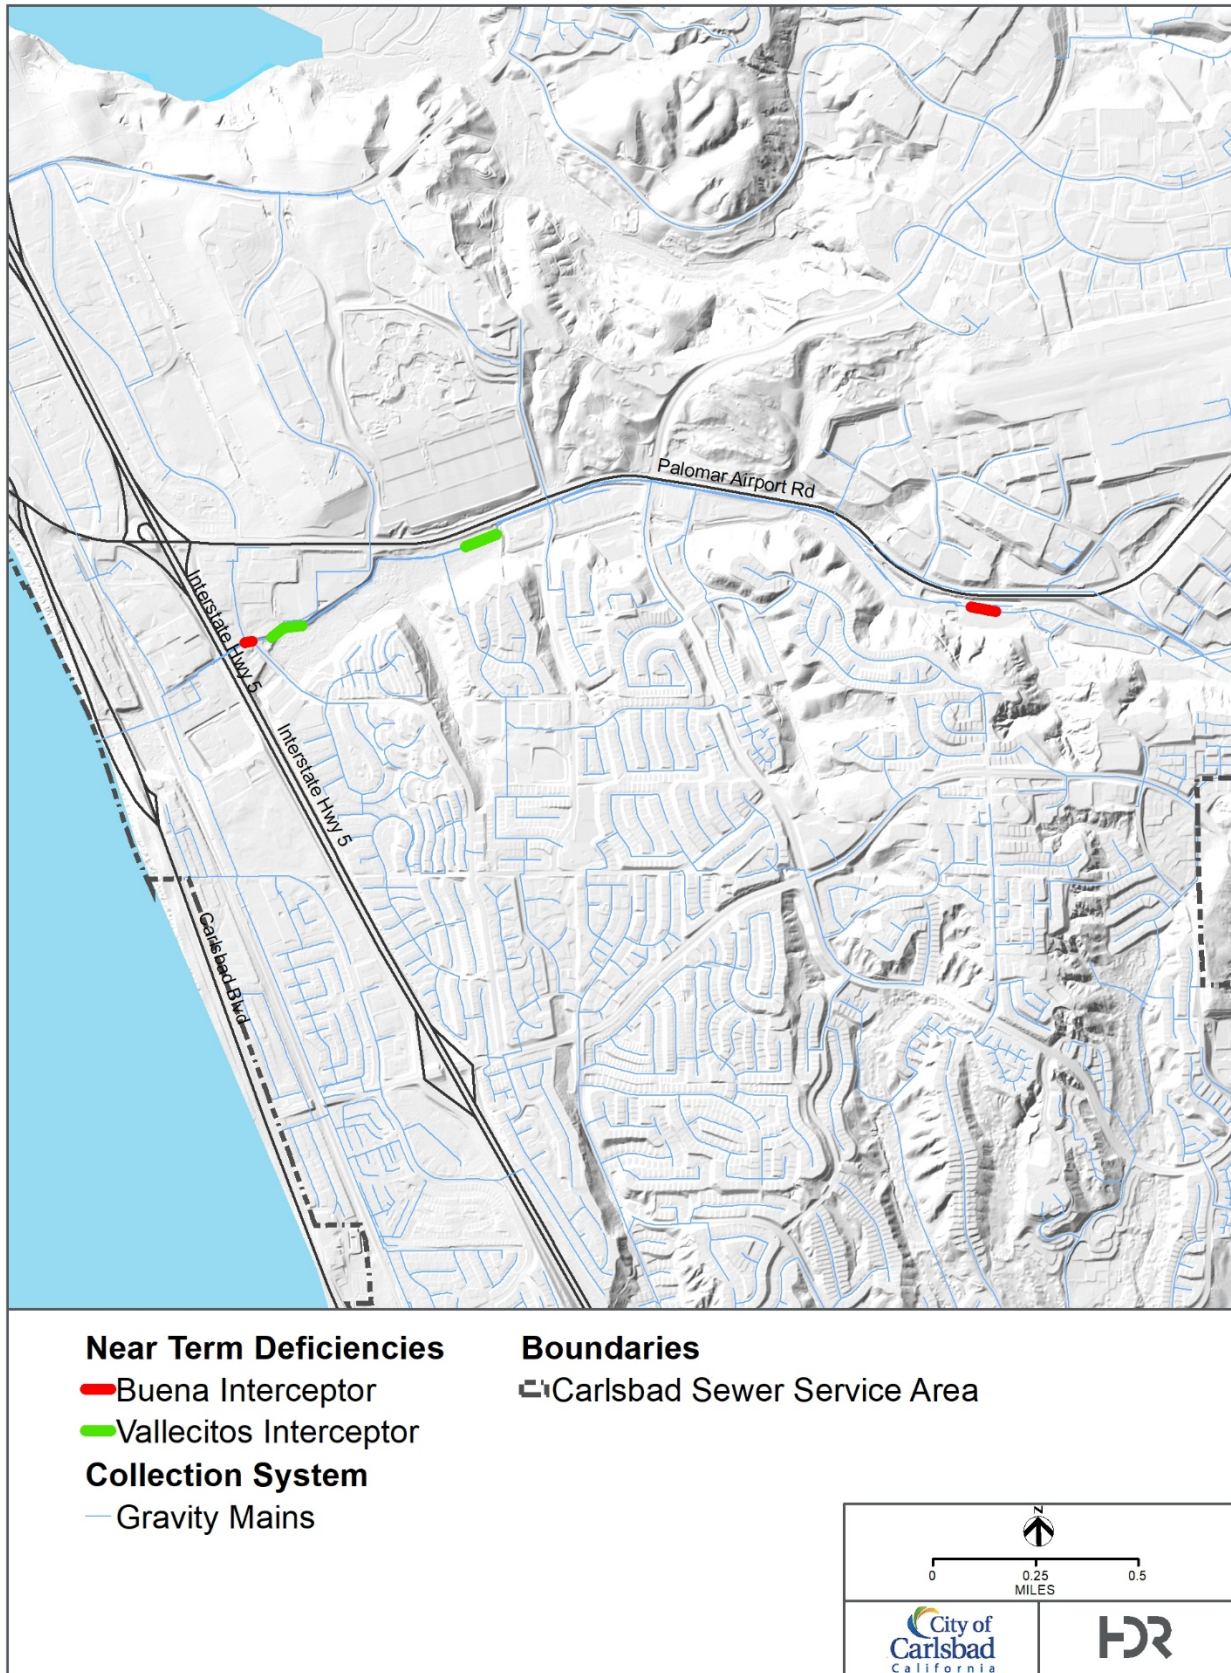 Palomar Airport Rd
Interstate Hwy 5
Interstate Hwy 5
Carlsbad Blvd
Near Term Deficiencies
Buena Interceptor
Vallecitos Interceptor
Collection System
Gravity Mains
Boundaries
Carlsbad Sewer Service Area
N
0 0.25 0.5
MILES
City of
Carlsbad
California
HDR